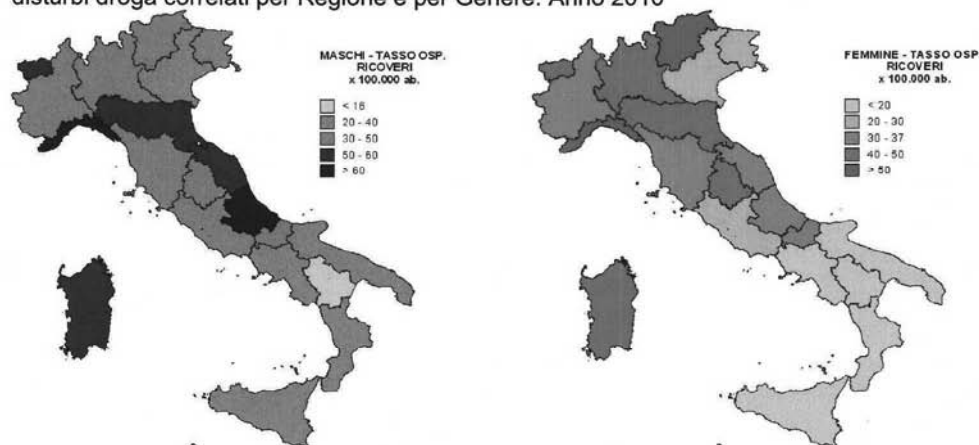 disturbi droga correlati per Regione e per Genere. Anno 2010
MASCHI - TASSO OSP.
RICOVERI
x 100.000 ab.
< 16
20 - 40
30 - 50
50 - 60
> 60
FEMMINE - TASSO OSP.
RICOVERI
x 100.000 ab.
< 20
20 - 30
30 - 37
40 - 50
> 50